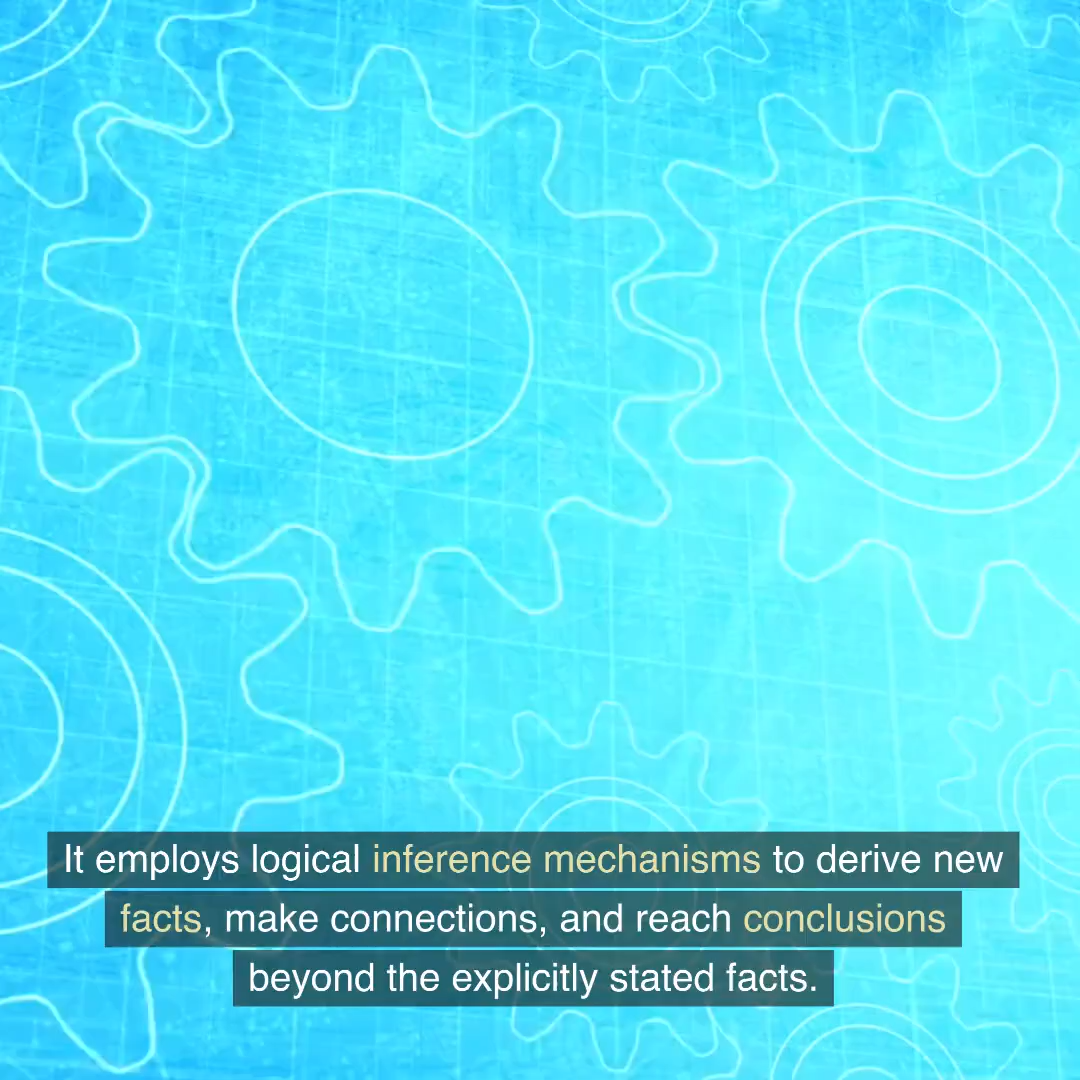 It employs logical inference mechanisms to derive new
facts, make connections, and reach conclusions
beyond the explicitly stated facts.